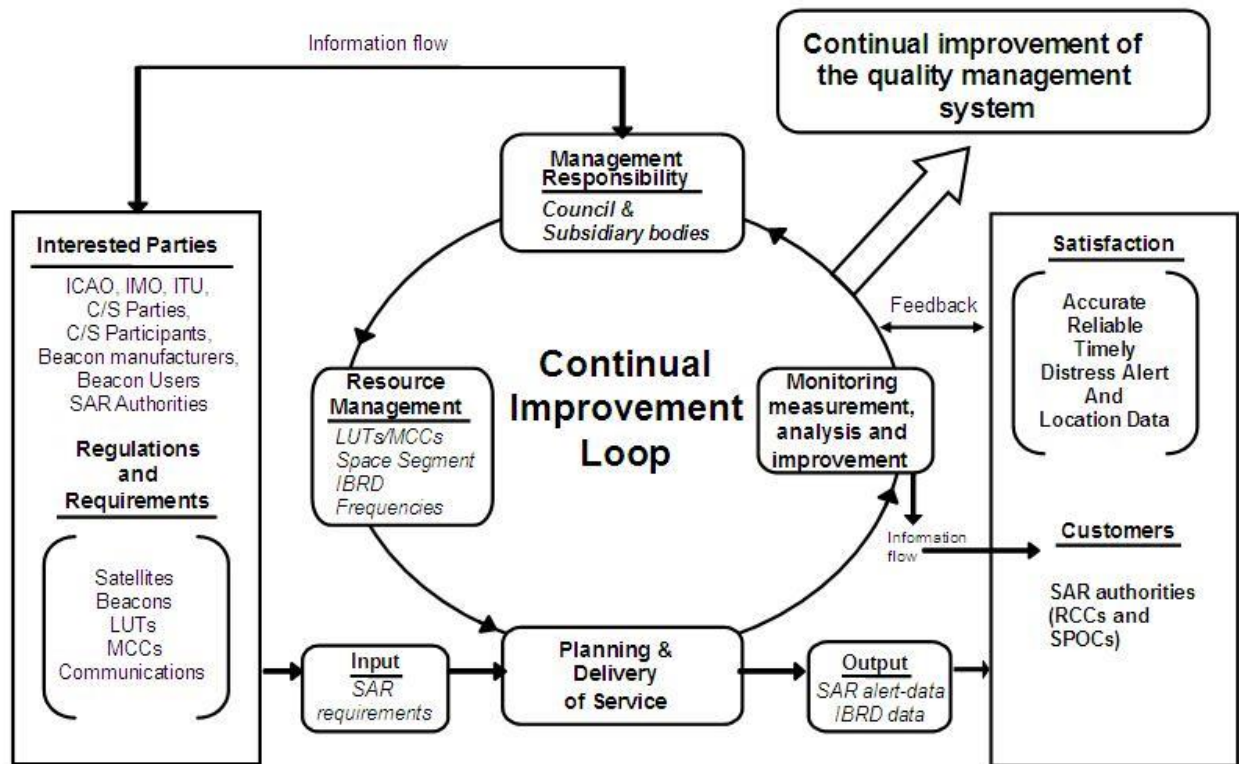 Information flow
Continual improvement of
the quality management
system
Management
Responsibility
Council &
Subsidiary bodies
Interested Parties
ICAO, IMO, ITU,
C/S Parties,
C/S Participants,
Beacon manufacturers,
Beacon Users
SAR Authorities
Regulations
and
Requirements
Satellites
Beacons
LUTs
MCCs
Communications
Resource
Management
LUTs/MCCs
Space Segment
IBRD
Frequencies
Continual
Improvement
Loop
Monitoring
measurement,
analysis and
improvement
Feedback
Satisfaction
Accurate
Reliable
Timely
Distress Alert
And
Location Data
Information
flow
Customers
SAR authorities
(RCCs and
SPOCs)
Input
SAR
requirements
Planning &
Delivery
of Service
Output
SAR alert-data
IBRD data